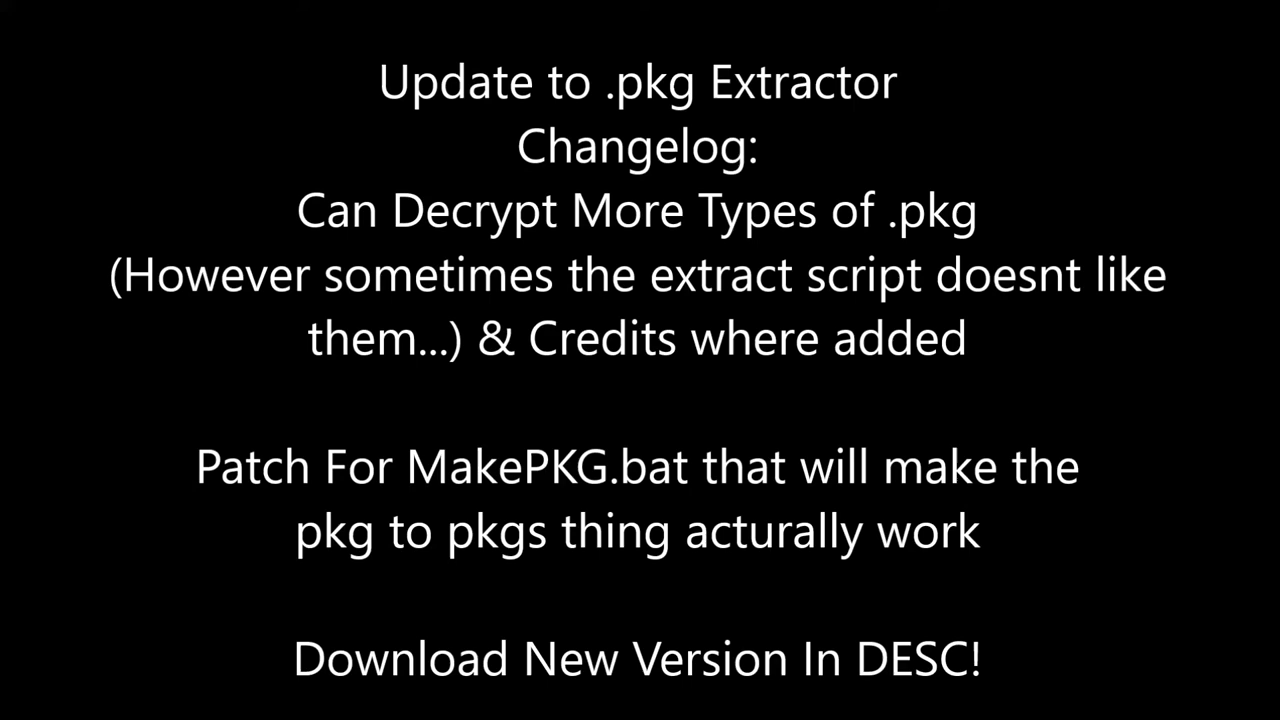 Update to .pkg Extractor
Changelog:
Can Decrypt More Types of .pkg
(However sometimes the extract script doesnt like
them...) & Credits where added
Patch For MakePKG.bat that will make the
pkg to pkgs thing acturally work
Download New Version In DESC!